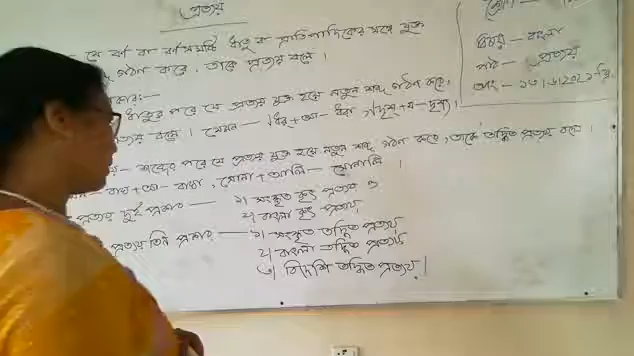 প্রত্যয়
যে বর্ণ বা বর্ণসমষ্টি ধাতু বা প্রাতিপাদিকের সঙ্গে যুক্ত
গঠন করে, তাকে প্রত্যয় বলে।
ধাতুর পরে যে প্রত্যয় যুক্ত হয়ে নতুন শব্দ গঠন করে,
প্রত্যয় বলে। যেমন –
শব্দের পরে যে প্রত্যয় যুক্ত হয়ে নতুন শব্দ গঠন করে, তাকে তদ্ধিত প্রত্যয় বলে।
সোনা + আলি – সোনালি।
প্রত্যয় দুই প্রকার — ১) সংস্কৃত কৃৎ প্রত্যয় ও
২) বাংলা কৃৎ প্রত্যয়
প্রত্যয় তিন প্রকার — ১) সংস্কৃত তদ্ধিত প্রত্যয়
২) বাংলা তদ্ধিত প্রত্যয়
৩) বিদেশি তদ্ধিত প্রত্যয়।
বিষয় – বাংলা
পাঠ – প্রত্যয়